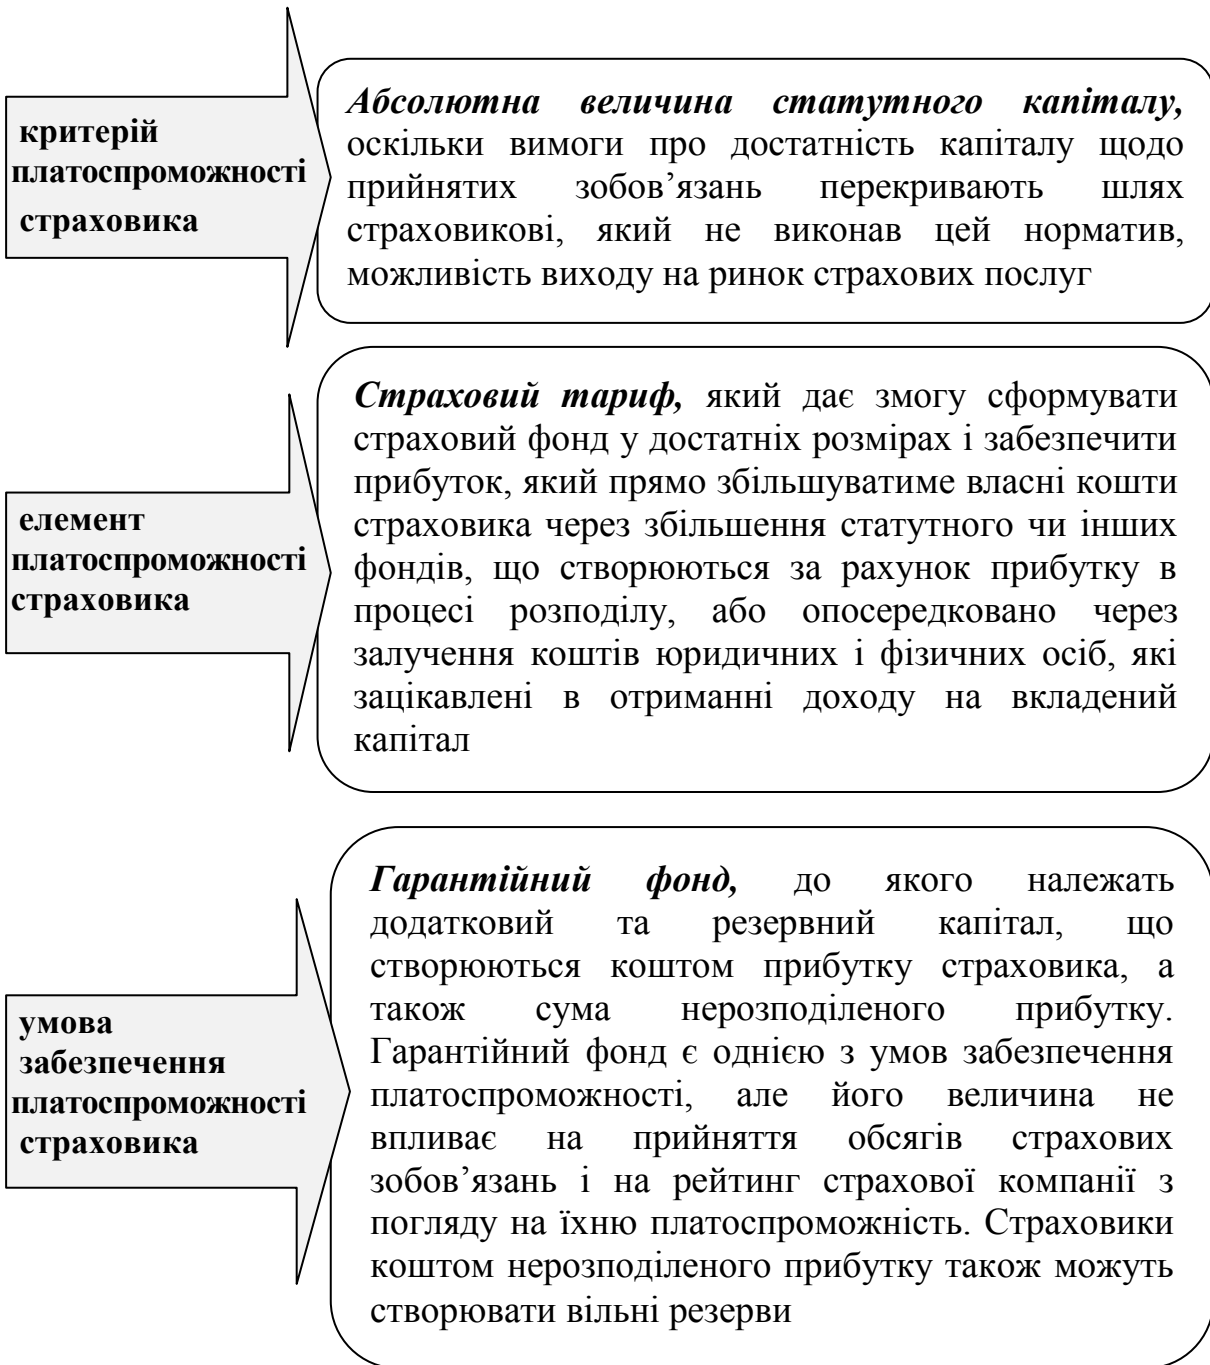 критерій
платоспроможності
страховика
Абсолютна величина статутного капіталу,
оскільки вимоги про достатність капіталу щодо
прийнятих зобов’язань перекривають шлях
страховикові, який не виконав цей норматив,
можливість виходу на ринок страхових послуг
елемент
платоспроможності
страховика
Страховий тариф, який дає змогу сформувати
страховий фонд у достатніх розмірах і забезпечити
прибуток, який прямо збільшуватиме власні кошти
страховика через збільшення статутного чи інших
фондів, що створюються за рахунок прибутку в
процесі розподілу, або опосередковано через
залучення коштів юридичних і фізичних осіб, які
зацікавлені в отриманні доходу на вкладений
капітал
умова
забезпечення
платоспроможності
страховика
Гарантійний фонд, до якого належать
додатковий та резервний капітал, що
створюються коштом прибутку страховика, а
також сума нерозподіленого прибутку.
Гарантійний фонд є однією з умов забезпечення
платоспроможності, але його величина не
впливає на прийняття обсягів страхових
зобов’язань і на рейтинг страхової компанії з
погляду на їхню платоспроможність. Страховики
коштом нерозподіленого прибутку також можуть
створювати вільні резерви